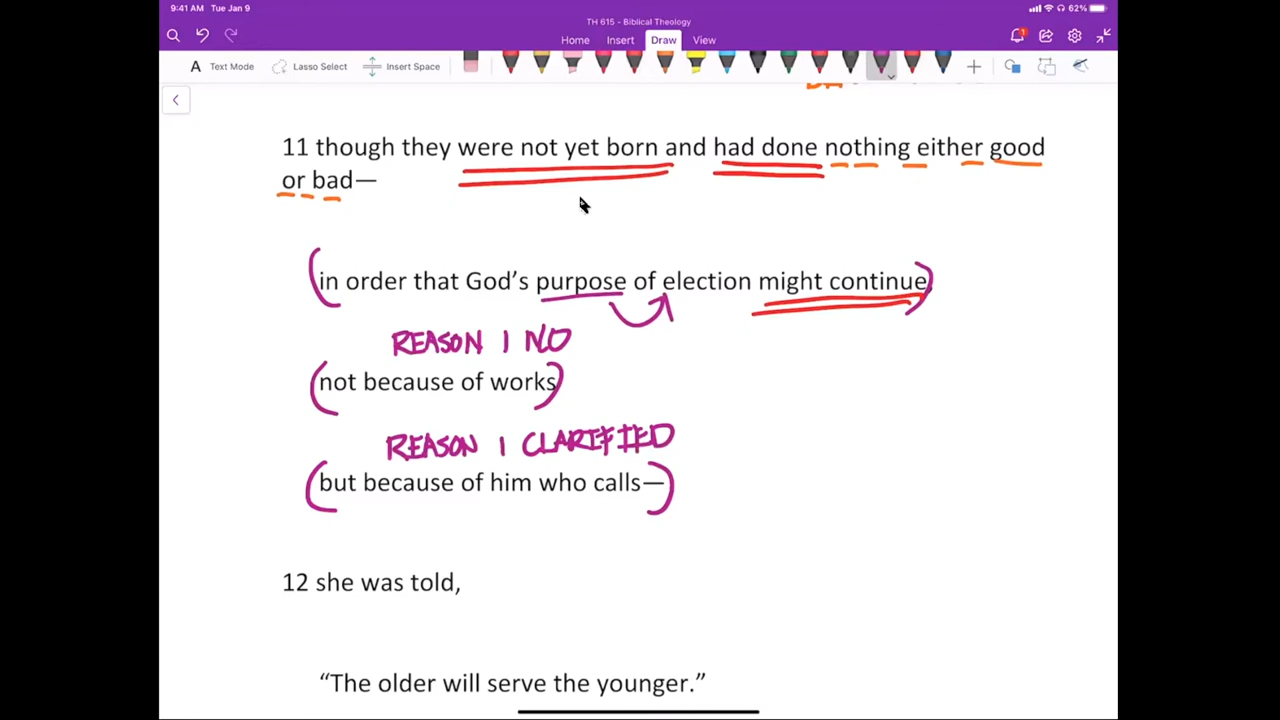 9:41 AM Tue Jan 9
62%
TH 615 - Biblical Theology
Home Insert Draw View
1
A Text Mode Lasso Select Insert Space
11 though they were not yet born and had done nothing either good
or bad—
in order that God’s purpose of election might continue,
REASON 1 NO
not because of works
REASON 1 CLARIFIED
but because of him who calls—
12 she was told,
“The older will serve the younger.”